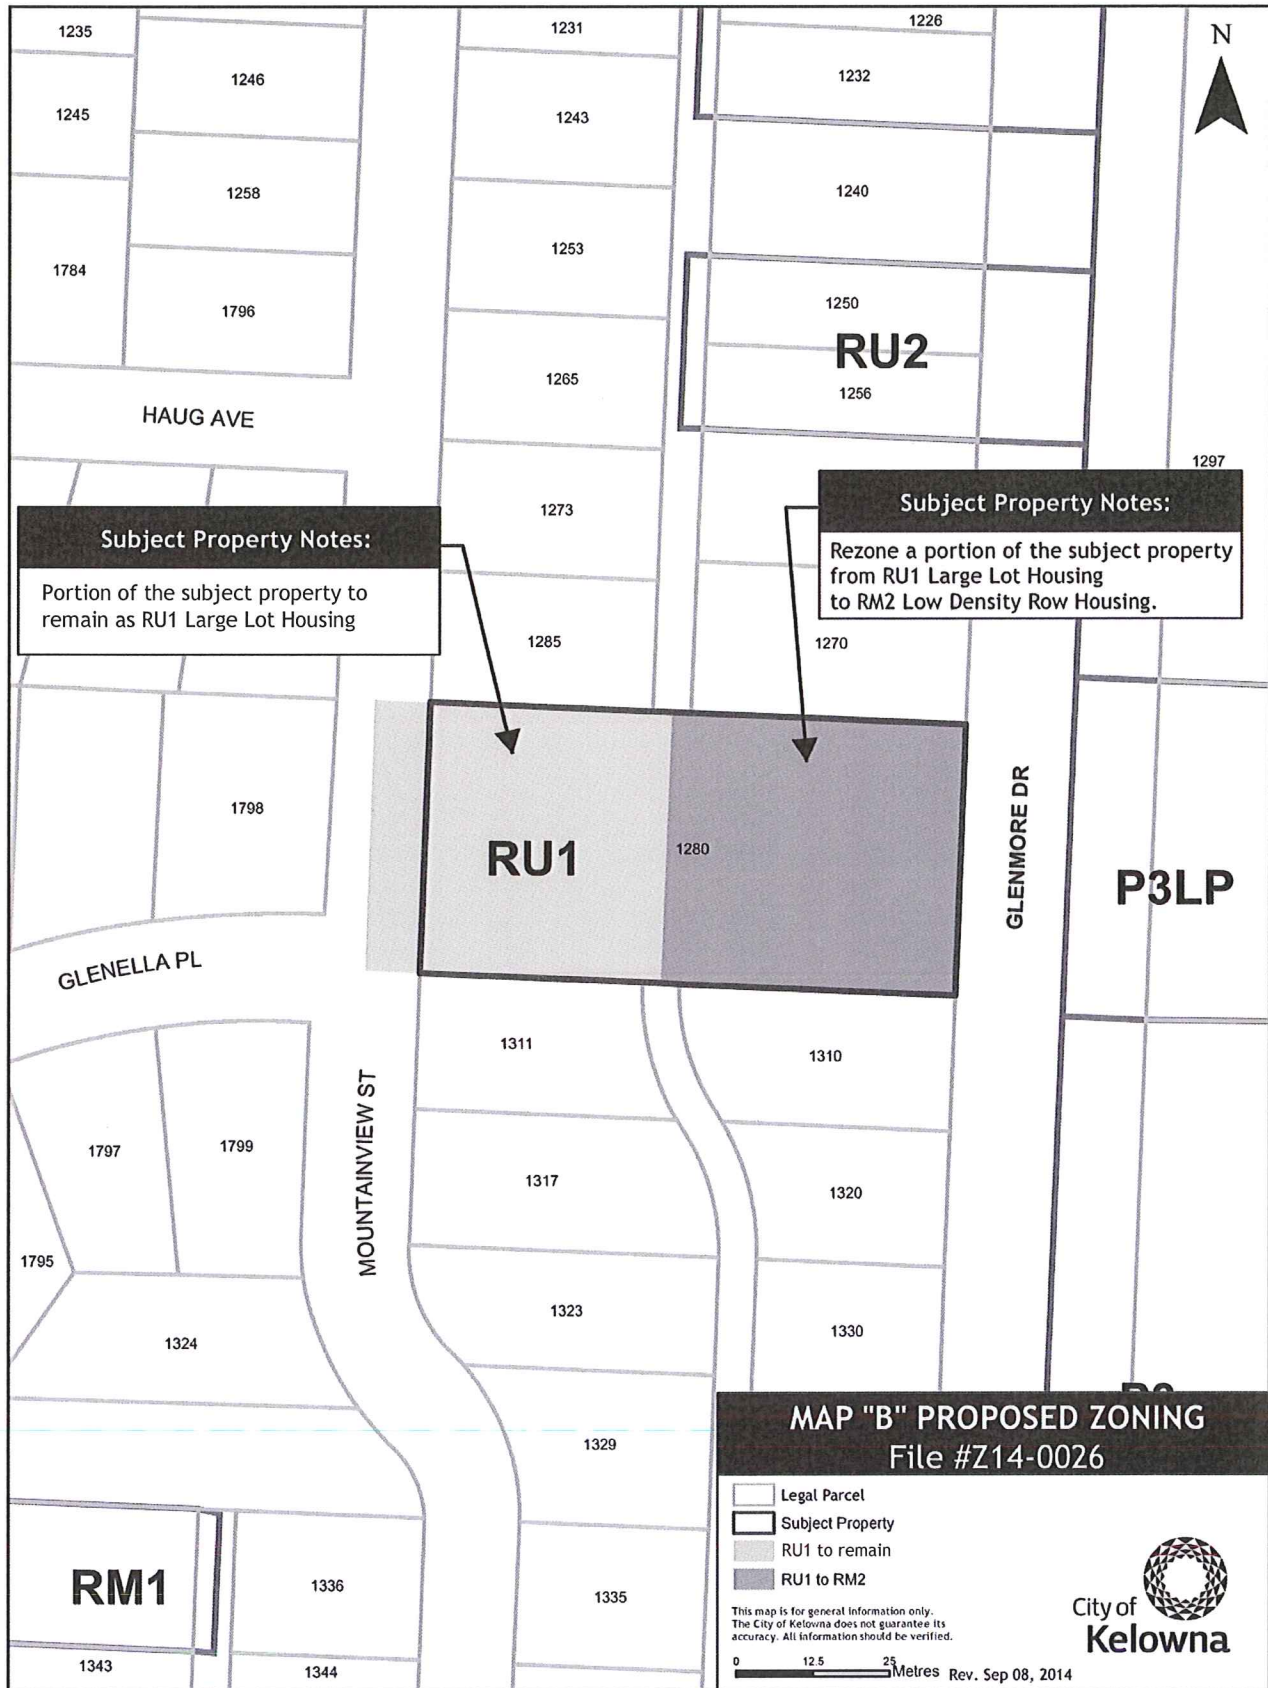 1235
1246
1231
1226
N
1245
1243
1232
1258
1240
1253
1784
1796
1250
RU2
1265
1256
HAUG AVE
1297
Subject Property Notes:
Portion of the subject property to
remain as RU1 Large Lot Housing
1273
Subject Property Notes:
Rezone a portion of the subject property
from RU1 Large Lot Housing
to RM2 Low Density Row Housing.
1285
1270
1798
RU1
1280
GLENMORE DR
P3LP
GLENELLA PL
1311
1310
MOUNTAINVIEW ST
1797
1799
1317
1320
1795
1323
1330
1324
1329
MAP "B" PROPOSED ZONING
File #Z14-0026
Legal Parcel
Subject Property
RU1 to remain
RU1 to RM2
This map is for general information only.
The City of Kelowna does not guarantee its
accuracy. All information should be verified.
0 12.5 25 Metres Rev. Sep 08, 2014
City of
Kelowna
RM1
1336
1335
1343
1344